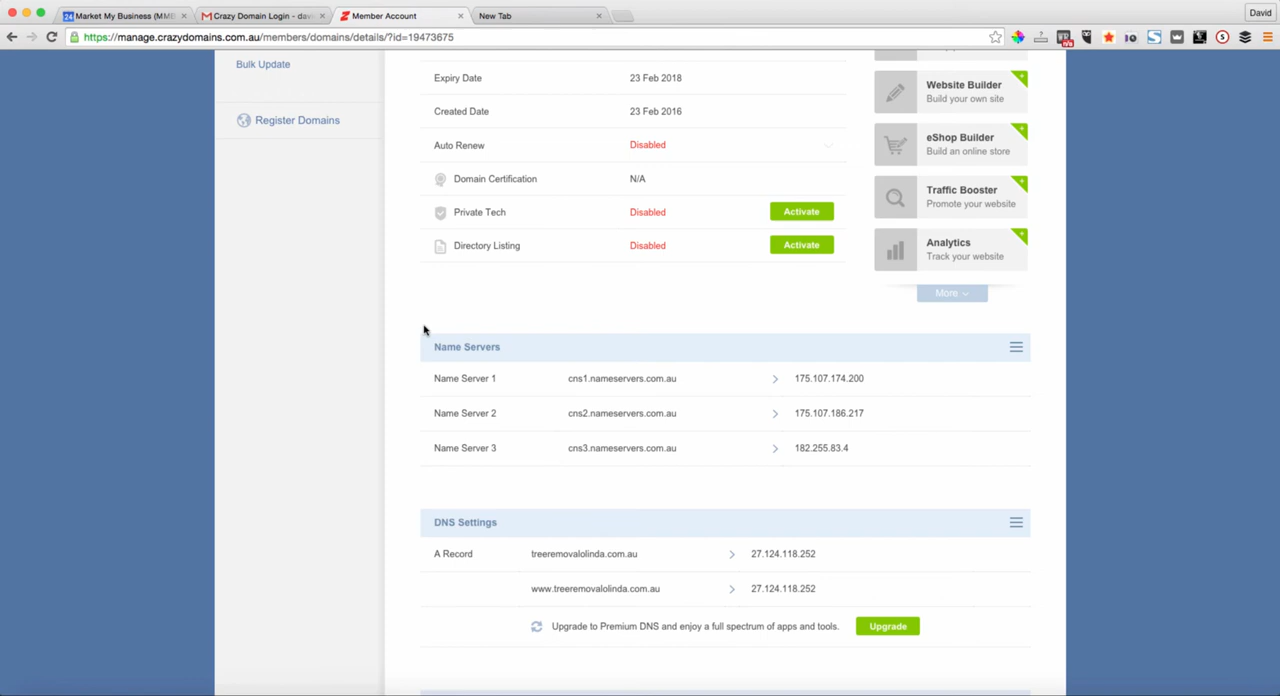 Market My Business (MMB
Crazy Domain Login - dav
Member Account
New Tab
David
https://manage.crazydomains.com.au/members/domains/details/?id=19473675
Bulk Update
Register Domains
Expiry Date 23 Feb 2018
Created Date 23 Feb 2016
Auto Renew Disabled
Domain Certification N/A
Private Tech Disabled Activate
Directory Listing Disabled Activate
Website Builder
Build your own site
eShop Builder
Build an online store
Traffic Booster
Promote your website
Analytics
Track your website
More
Name Servers
Name Server 1 cns1.nameservers.com.au 175.107.174.200
Name Server 2 cns2.nameservers.com.au 175.107.186.217
Name Server 3 cns3.nameservers.com.au 182.255.83.4
DNS Settings
A Record treeremovalolinda.com.au 27.124.118.252
www.treeremovalolinda.com.au 27.124.118.252
Upgrade to Premium DNS and enjoy a full spectrum of apps and tools. Upgrade